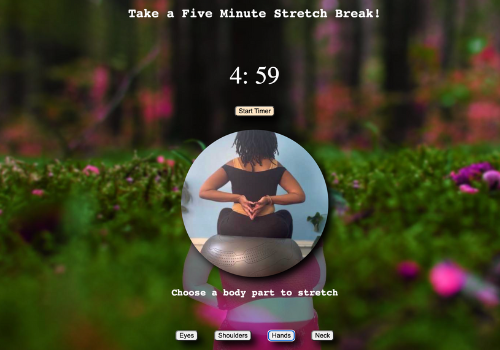 Take a Five Minute Stretch Break!
4: 59
Start Timer
Choose a body part to stretch
Eyes Shoulders Hands Neck